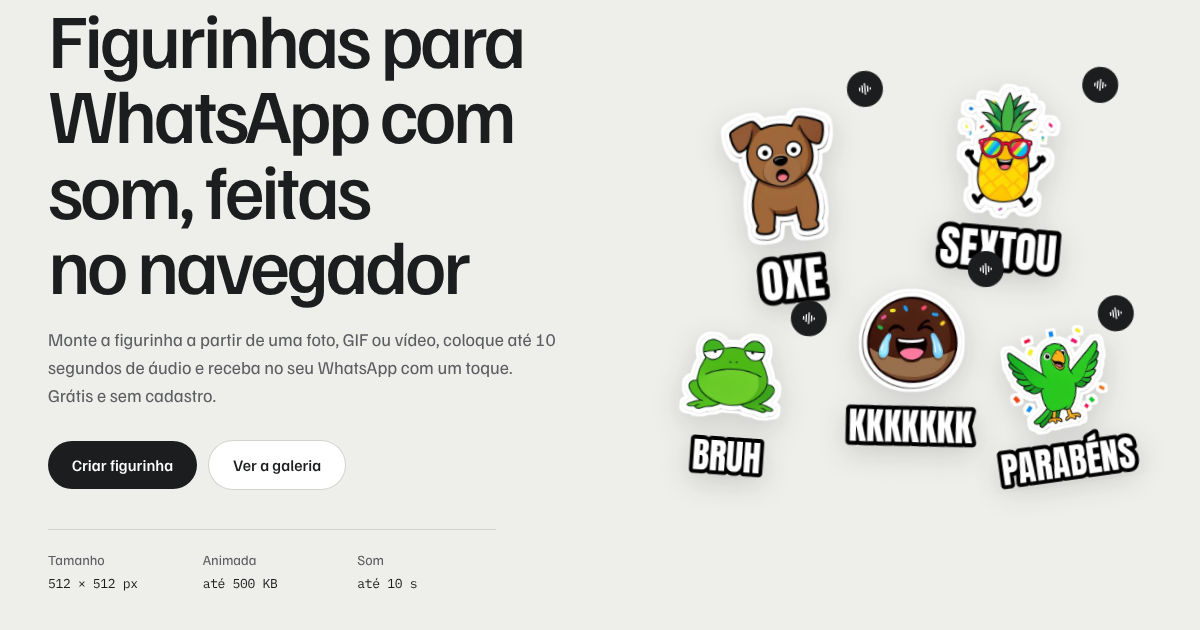 Figurinhas para
WhatsApp com
som, feitas
no navegador
Monte a figurinha a partir de uma foto, GIF ou vídeo, coloque até 10
segundos de áudio e receba no seu WhatsApp com um toque.
Grátis e sem cadastro.
Criar figurinha
Ver a galeria
Tamanho
512 × 512 px
Animada
até 500 KB
Som
até 10 s
OXE
SEXTOU
BRUH
KKKKKKK
PARABÉNS